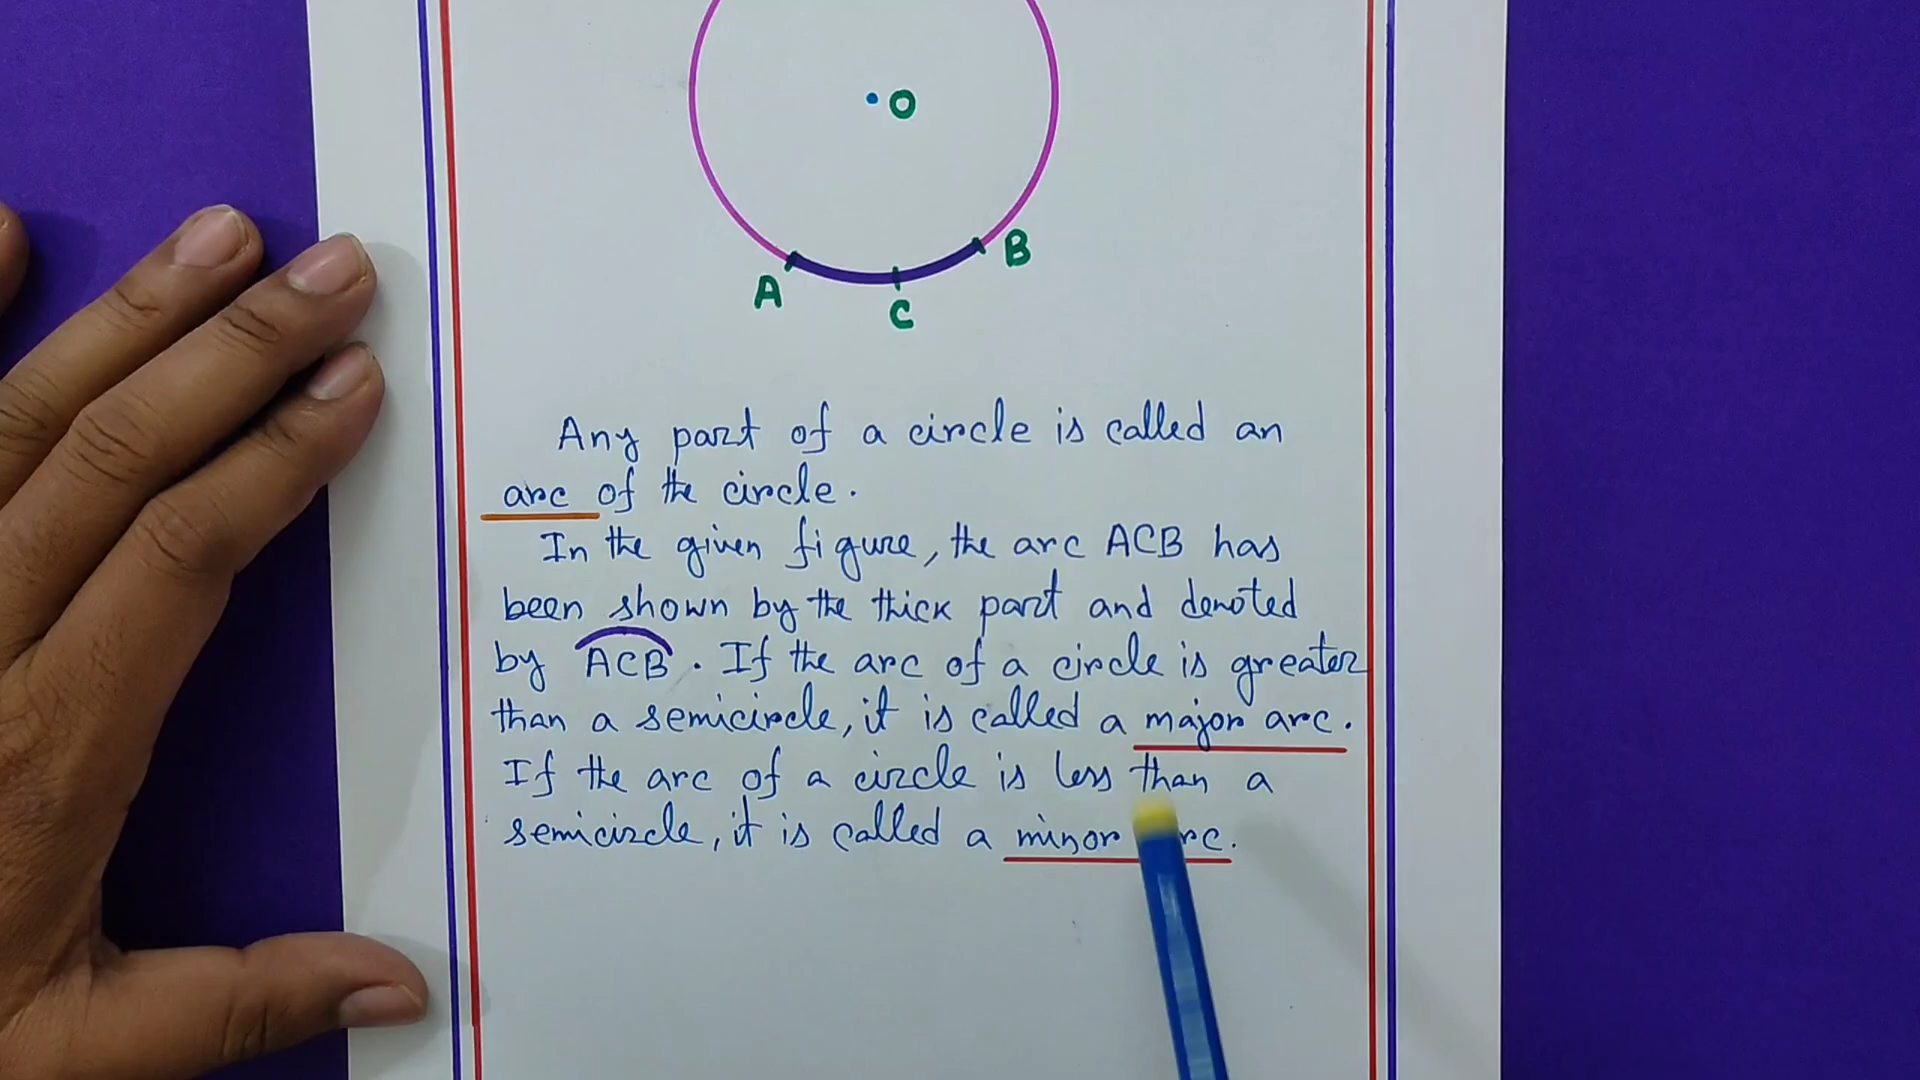 O
B
A
C
Any part of a circle is called an
arc of the circle.
In the given figure, the arc ACB has
been shown by the thick part and denoted
by ACB. If the arc of a circle is greater
than a semicircle, it is called a major arc.
If the arc of a circle is less than a
semicircle, it is called a minor arc.